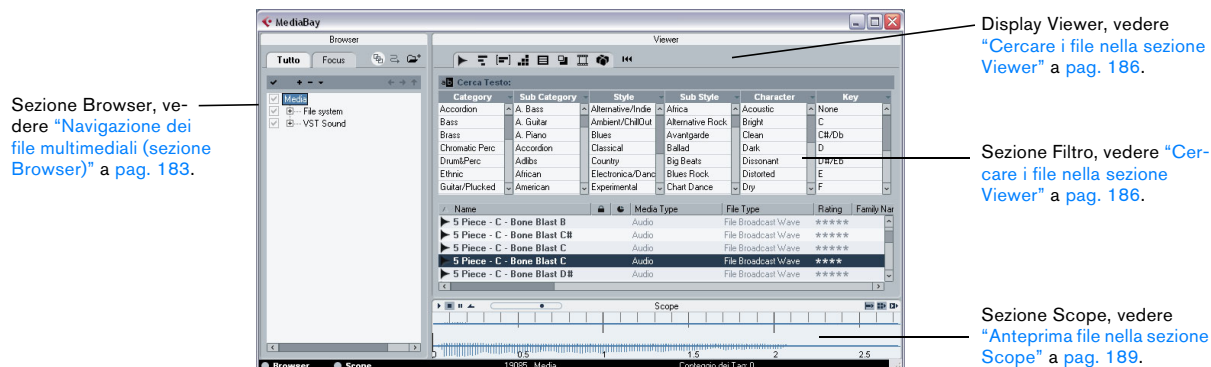 MediaBay
Browser
Viewer
Tutto Focus
Cerca Testo:
Media
File system
VST Sound
Category Sub Category Style Sub Style Character Key
Accordion A. Bass Alternative/Indie Africa Acoustic None
Bass A. Guitar Ambient/ChillOut Alternative Rock Bright C
Brass A. Piano Blues Avantgarde Clean C#/Db
Chromatic Perc Accordion Classical Ballad Dark D
Drum&Perc Adlibs Country Big Beats Dissonant D#/Eb
Ethnic African Electronica/Danc Blues Rock Distorted E
Guitar/Plucked American Experimental Chart Dance Dry F
Name Media Type File Type Rating Family Nar
5 Piece - C - Bone Blast B Audio File Broadcast Wave *****
5 Piece - C - Bone Blast C# Audio File Broadcast Wave *****
5 Piece - C - Bone Blast C Audio File Broadcast Wave *****
5 Piece - C - Bone Blast C Audio File Broadcast Wave ****
5 Piece - C - Bone Blast D# Audio File Broadcast Wave *****
Scope
0 0.5 1 1.5 2 2.5
Browser Scope 19085 Media Conteggio dei Tag: 0
Sezione Browser, ve-
dere “Navigazione dei
file multimediali (sezione
Browser)” a pag. 183.
Display Viewer, vedere
“Cercare i file nella sezione
Viewer” a pag. 186.
Sezione Filtro, vedere “Cer-
care i file nella sezione
Viewer” a pag. 186.
Sezione Scope, vedere
“Anteprima file nella sezione
Scope” a pag. 189.